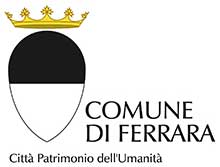 COMUNE
DI FERRARA
Città Patrimonio dell'Umanità